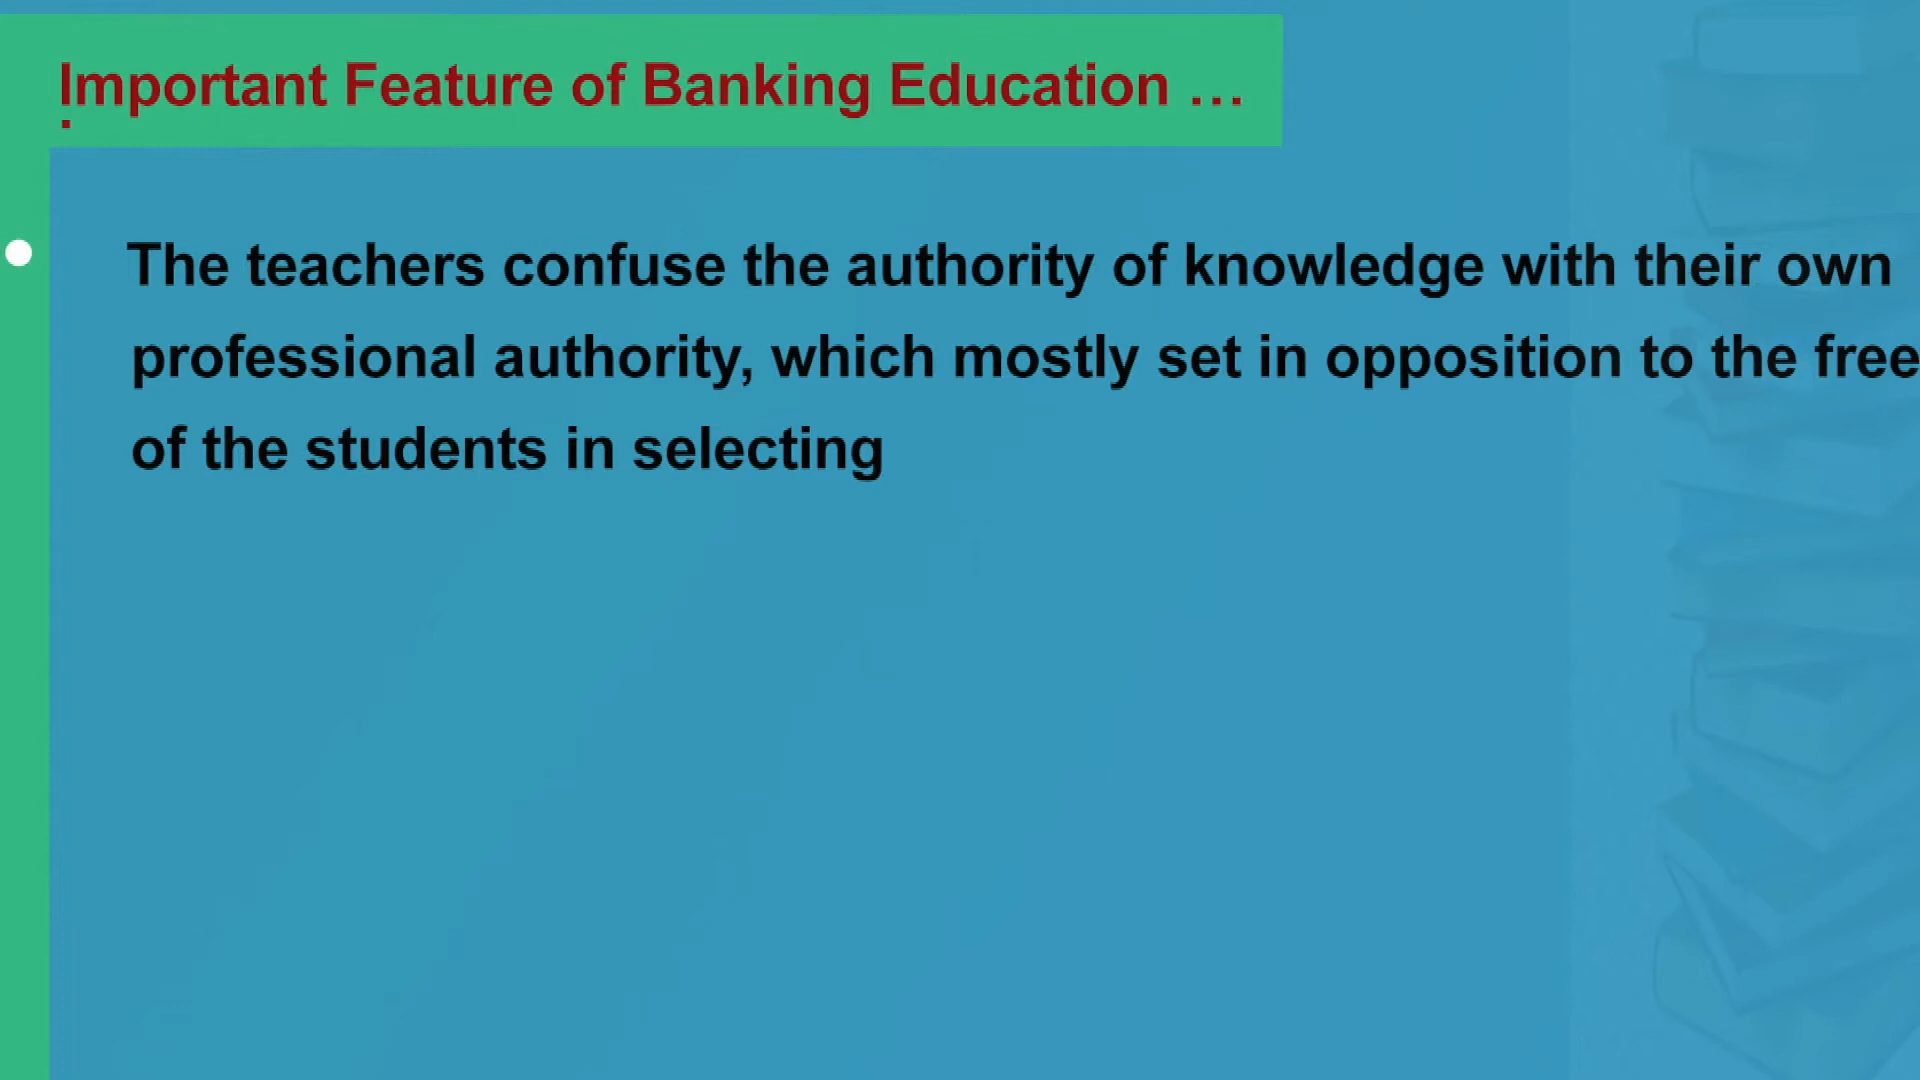 Important Feature of Banking Education …
.
The teachers confuse the authority of knowledge with their own
professional authority, which mostly set in opposition to the free
of the students in selecting